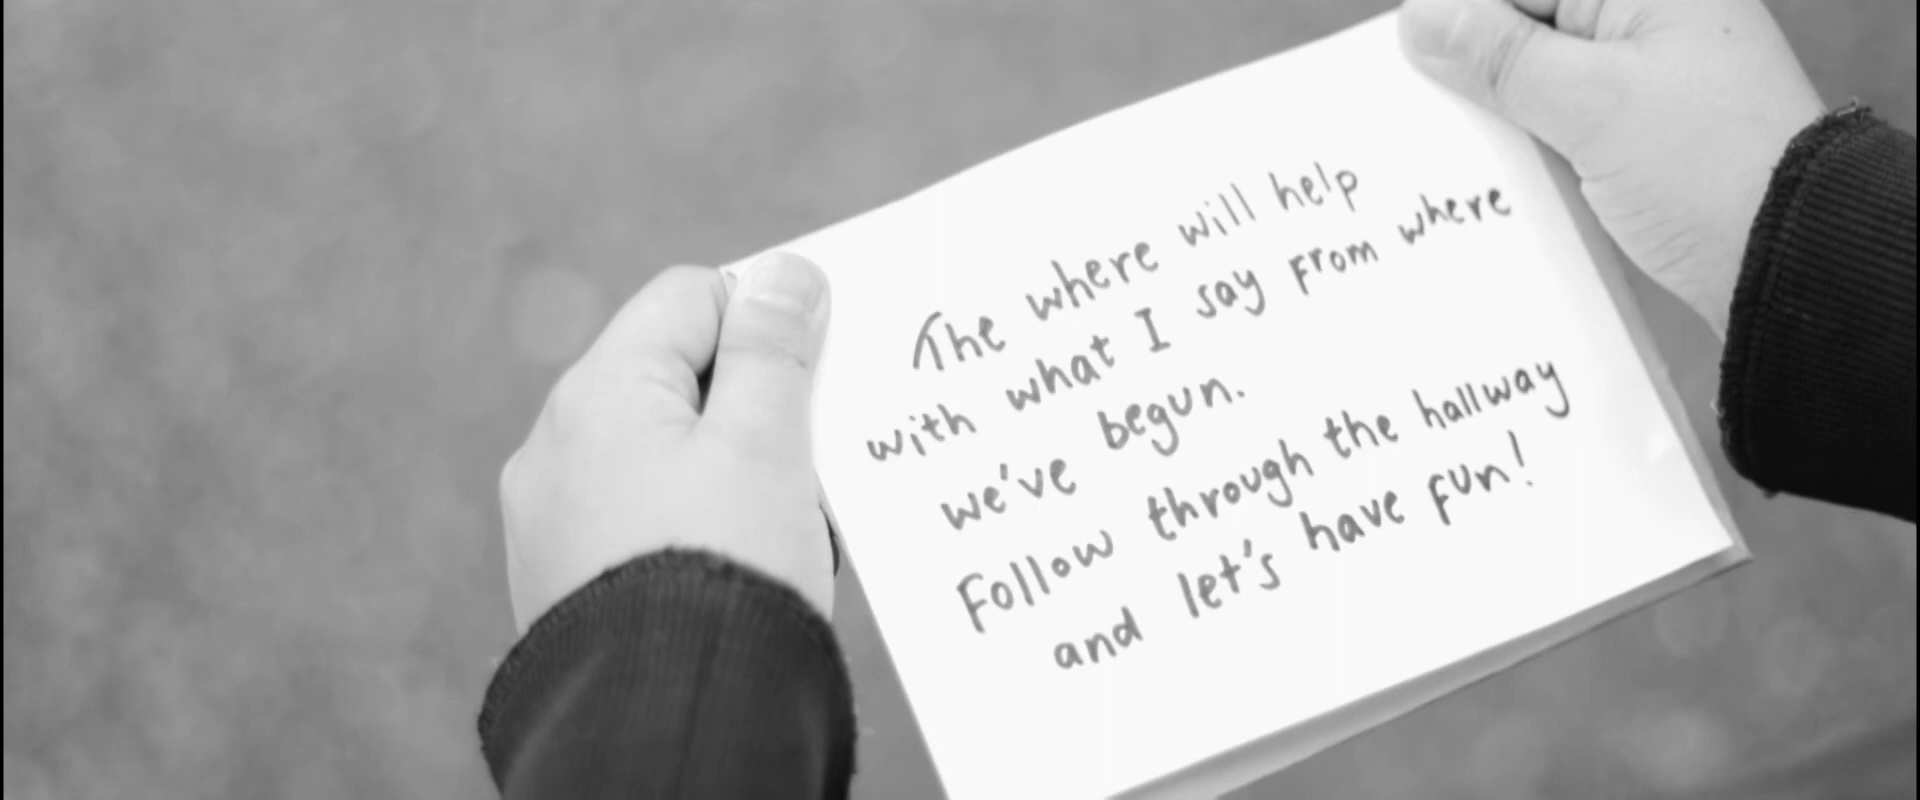 The where will help
with what I say from where
we've begun.
Follow through the hallway
and let's have fun!